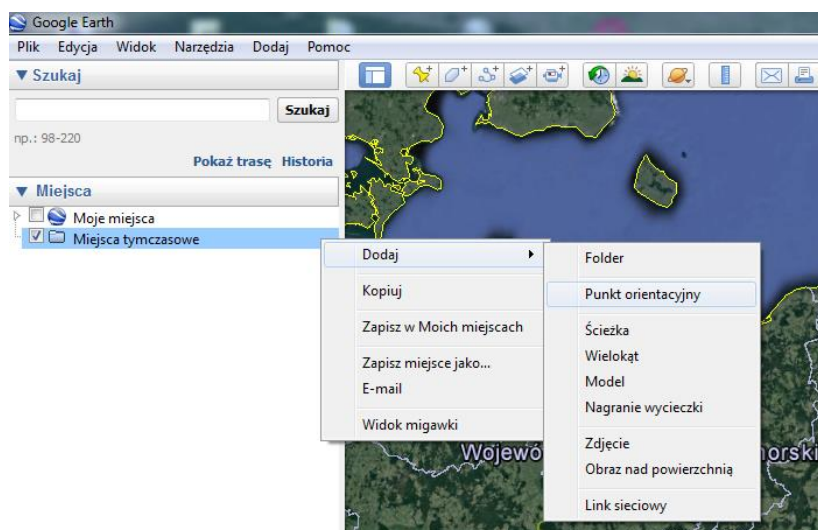 Google Earth
Plik Edycja Widok Narzędzia Dodaj Pomoc
▼ Szukaj
Szukaj
np.: 98-220
Pokaż trasę Historia
▼ Miejsca
Moje miejsca
Miejsca tymczasowe
Dodaj
Kopiuj
Zapisz w Moich miejscach
Zapisz miejsce jako...
E-mail
Widok migawki
Folder
Punkt orientacyjny
Ścieżka
Wielokąt
Model
Nagranie wycieczki
Zdjęcie
Obraz nad powierzchnią
Link sieciowy